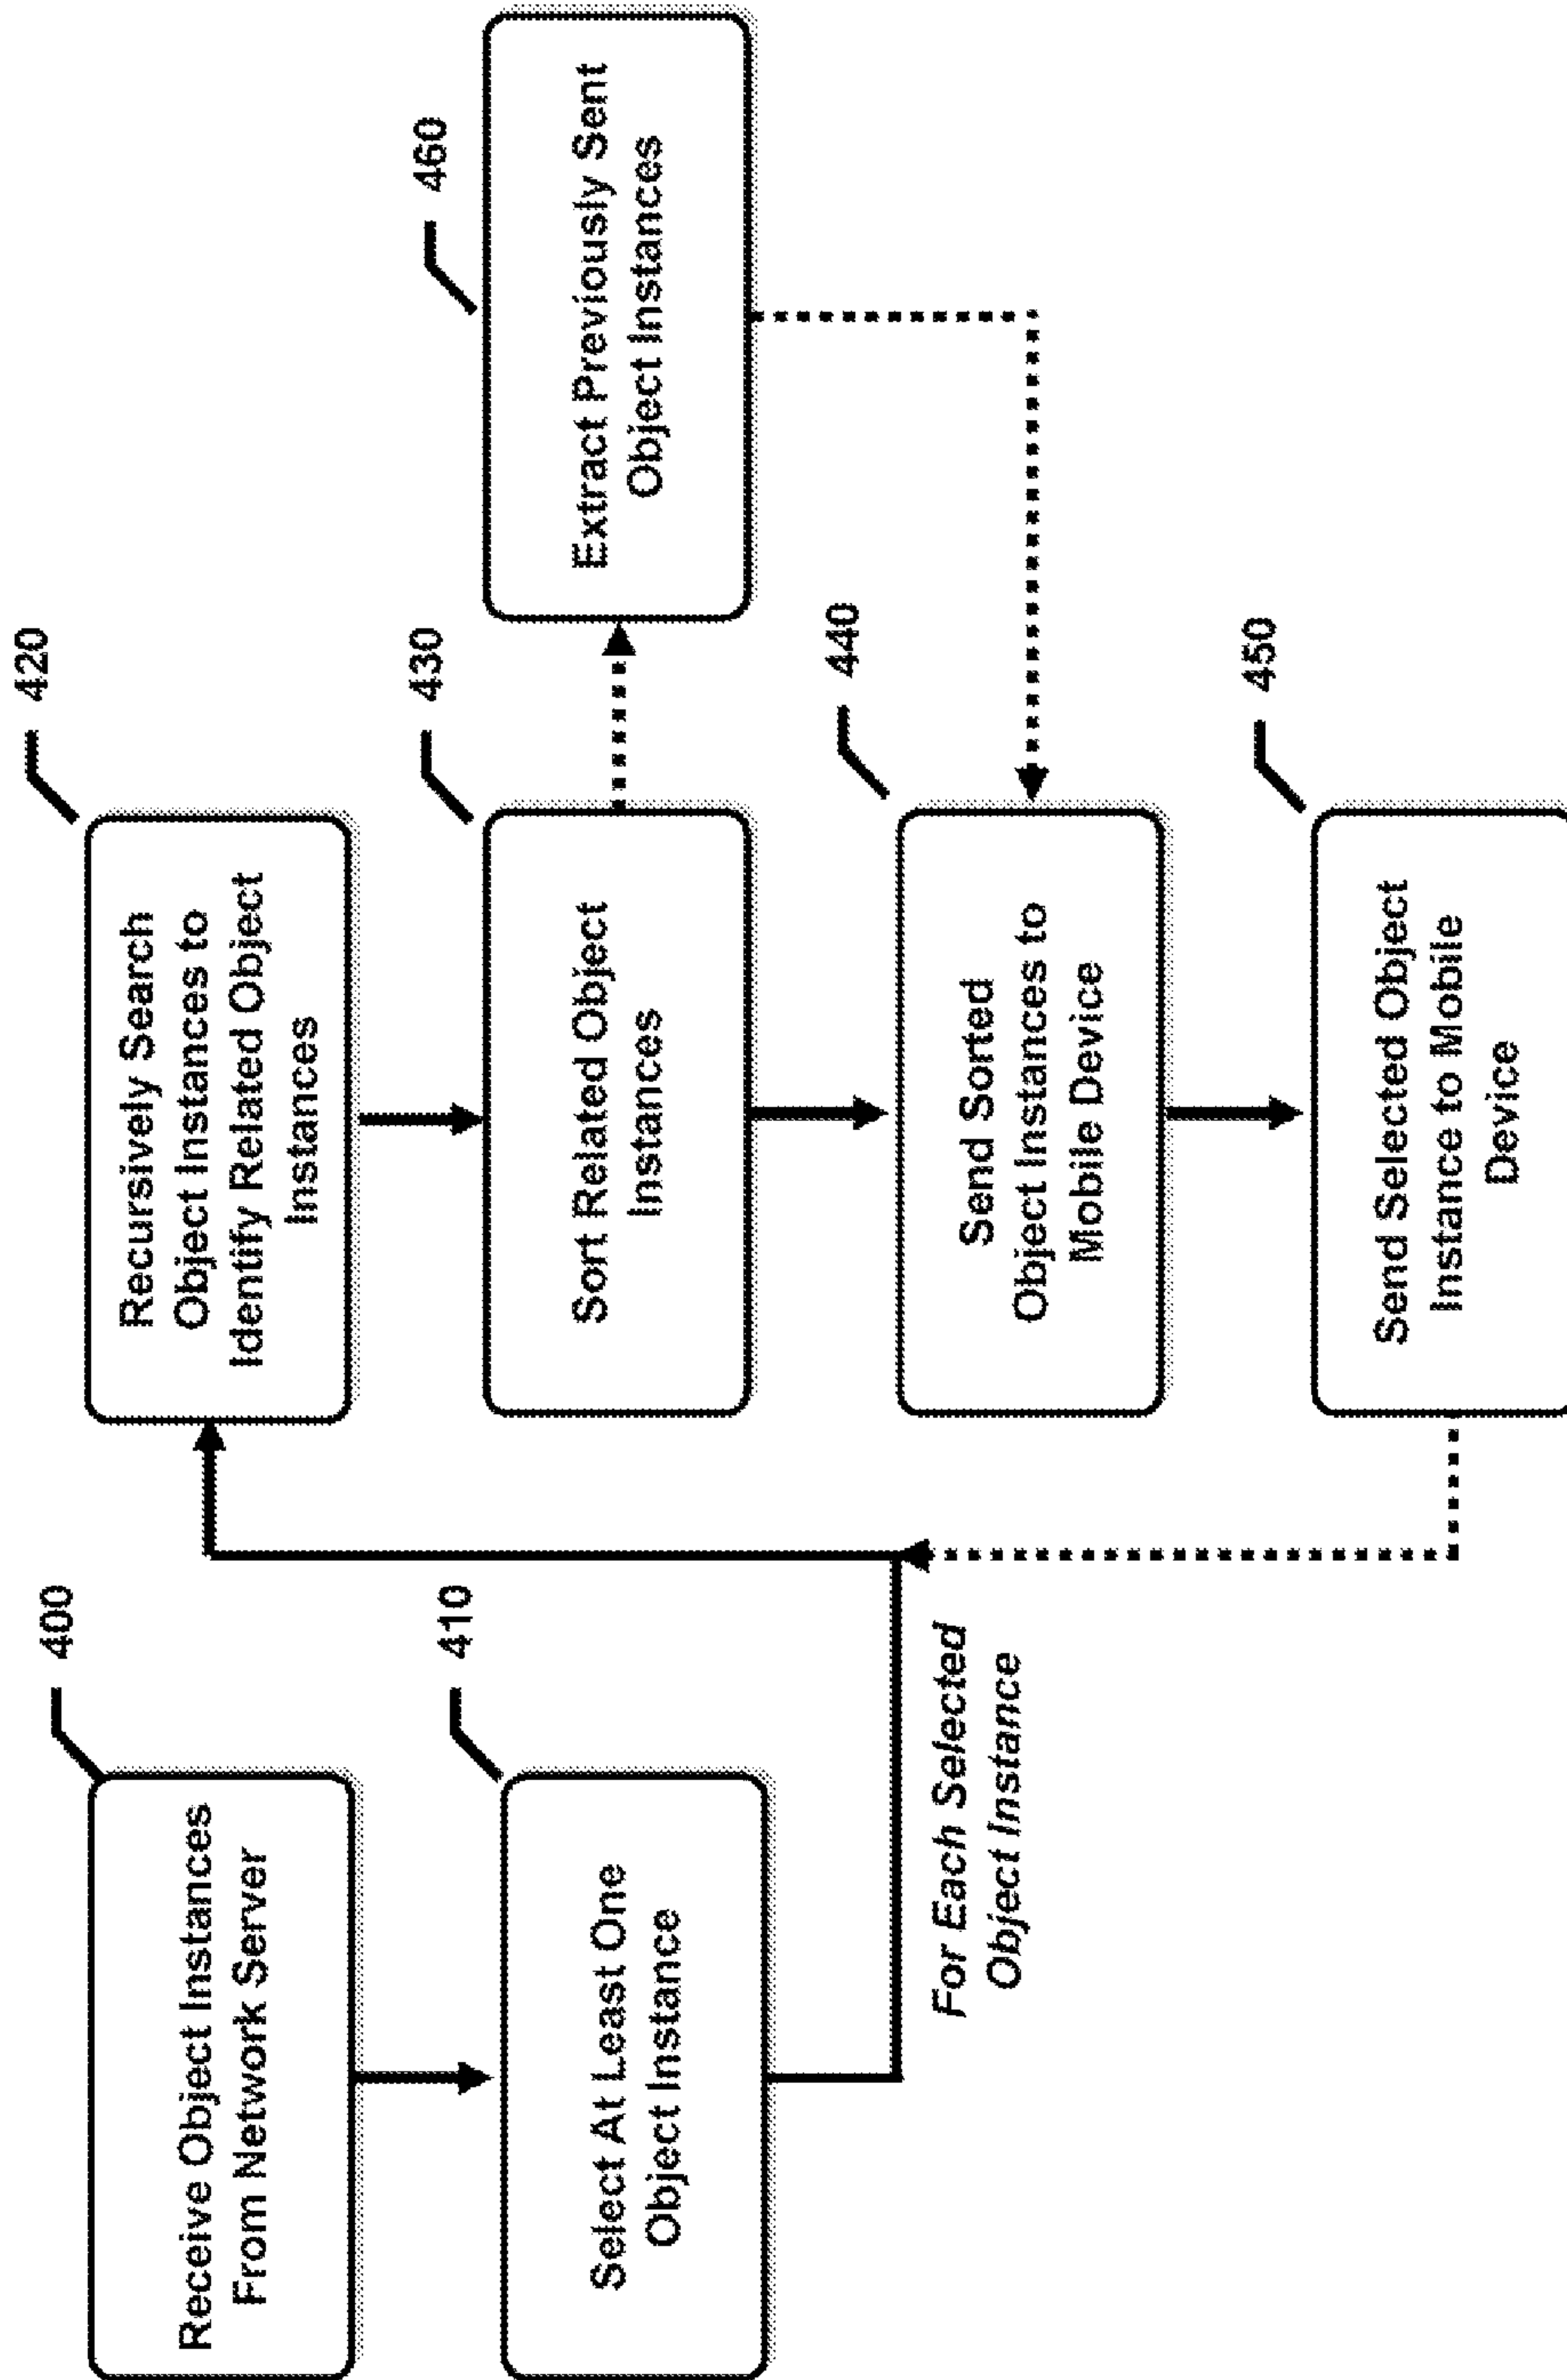 400
Receive Object Instances
From Network Server
410
Select At Least One
Object Instance
For Each Selected
Object Instance
420
Recursively Search
Object Instances to
Identify Related Object
Instances
430
Sort Related Object
Instances
460
Extract Previously Sent
Object Instances
440
Send Sorted
Object Instances to
Mobile Device
450
Send Selected Object
Instance to Mobile
Device